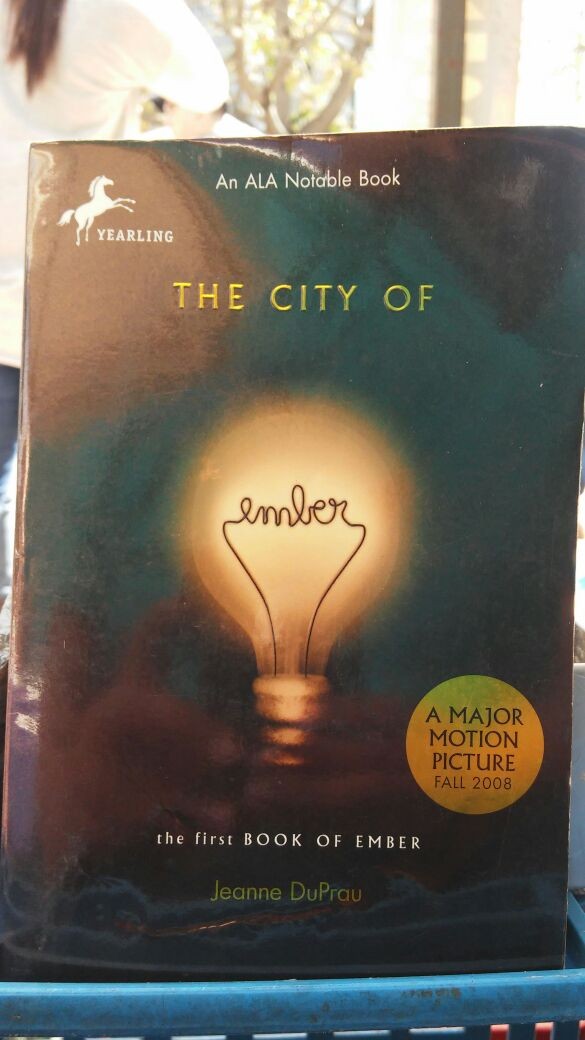 An ALA Notable Book
YEARLING
THE CITY OF
ember
A MAJOR
MOTION
PICTURE
FALL 2008
the first BOOK OF EMBER
Jeanne DuPrau